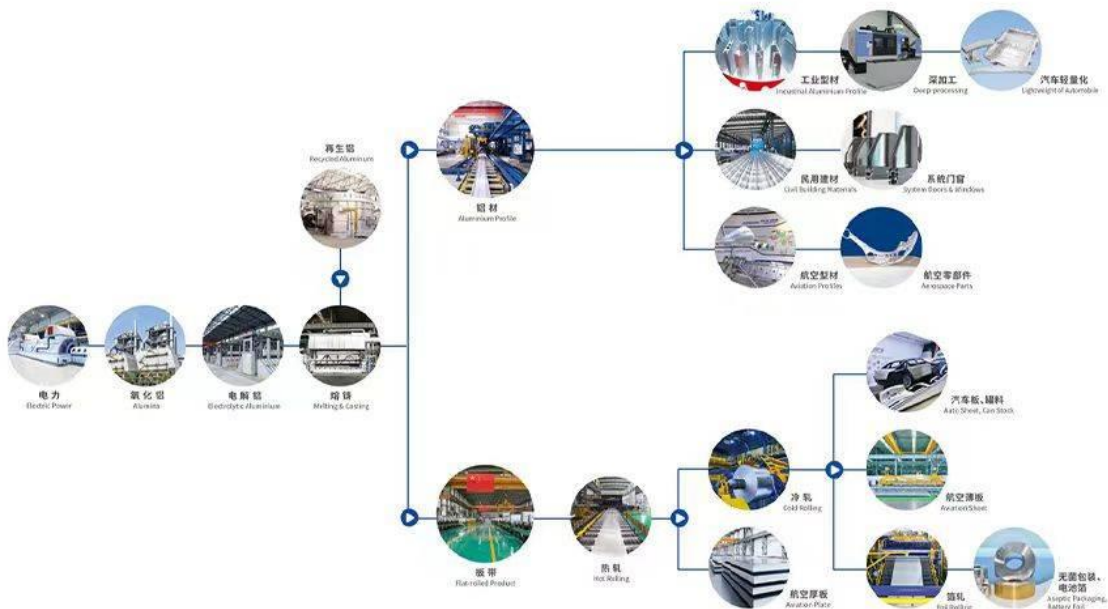 工业型材
Industrial Aluminium Profile
深加工
Deep-processing
汽车轻量化
Lightweight of Automobile
再生铝
Recycled Aluminum
民用建材
Civil Building Materials
系统门窗
System Doors & Windows
铝材
Aluminium Profile
航空型材
Aviation Profiles
航空零部件
Aerospace Parts
电力
Electric Power
氧化铝
Alumina
电解铝
Electrolytic Aluminium
熔铸
Melting & Casting
汽车板、罐料
Auto Sheet, Can Stock
冷轧
Cold Rolling
航空薄板
Aviation Sheet
板带
Flat-rolled Product
热轧
Hot Rolling
航空厚板
Aviation Plate
箔轧
Foil Rolling
无菌包装、
电池箔
Aseptic Packaging,
Battery Foil